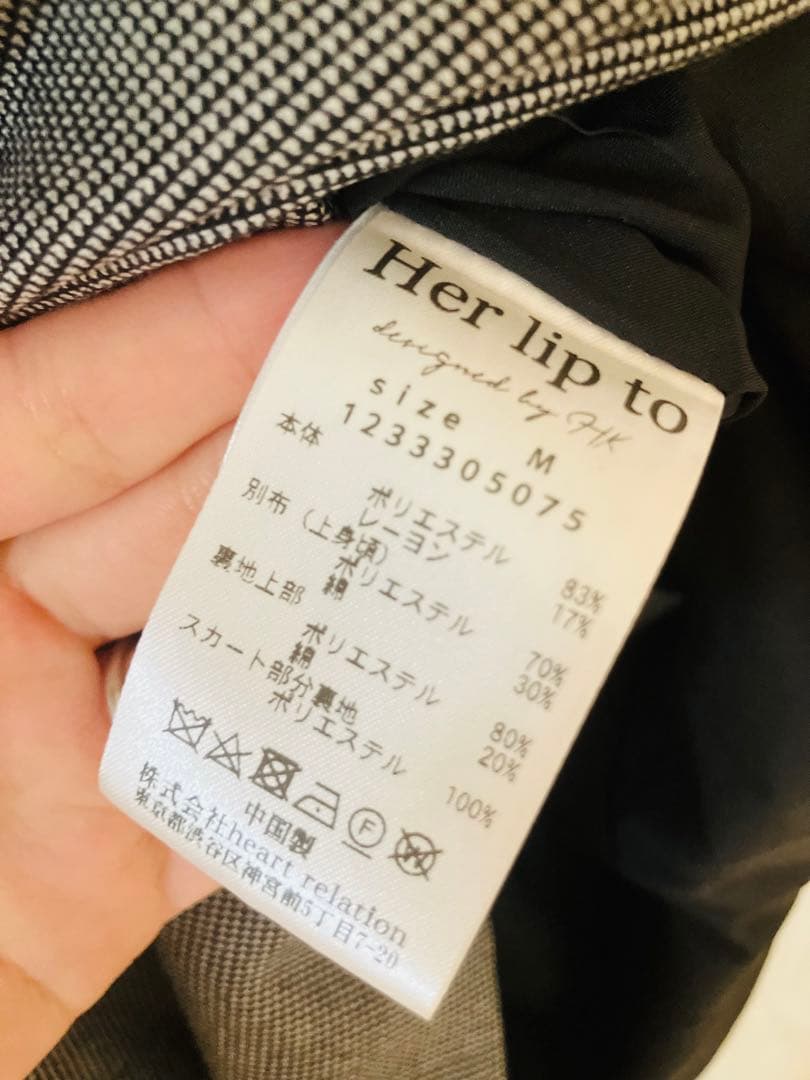 Her lip to
designed by HK
size M
1233305075
本体
ポリエステル 83%
レーヨン 17%
別布（上身頃）
ポリエステル 70%
綿 30%
裏地上部
ポリエステル 80%
綿 20%
スカート部分裏地
ポリエステル 100%
F
中国製
株式会社heart relation
東京都渋谷区神宮前5丁目7-20